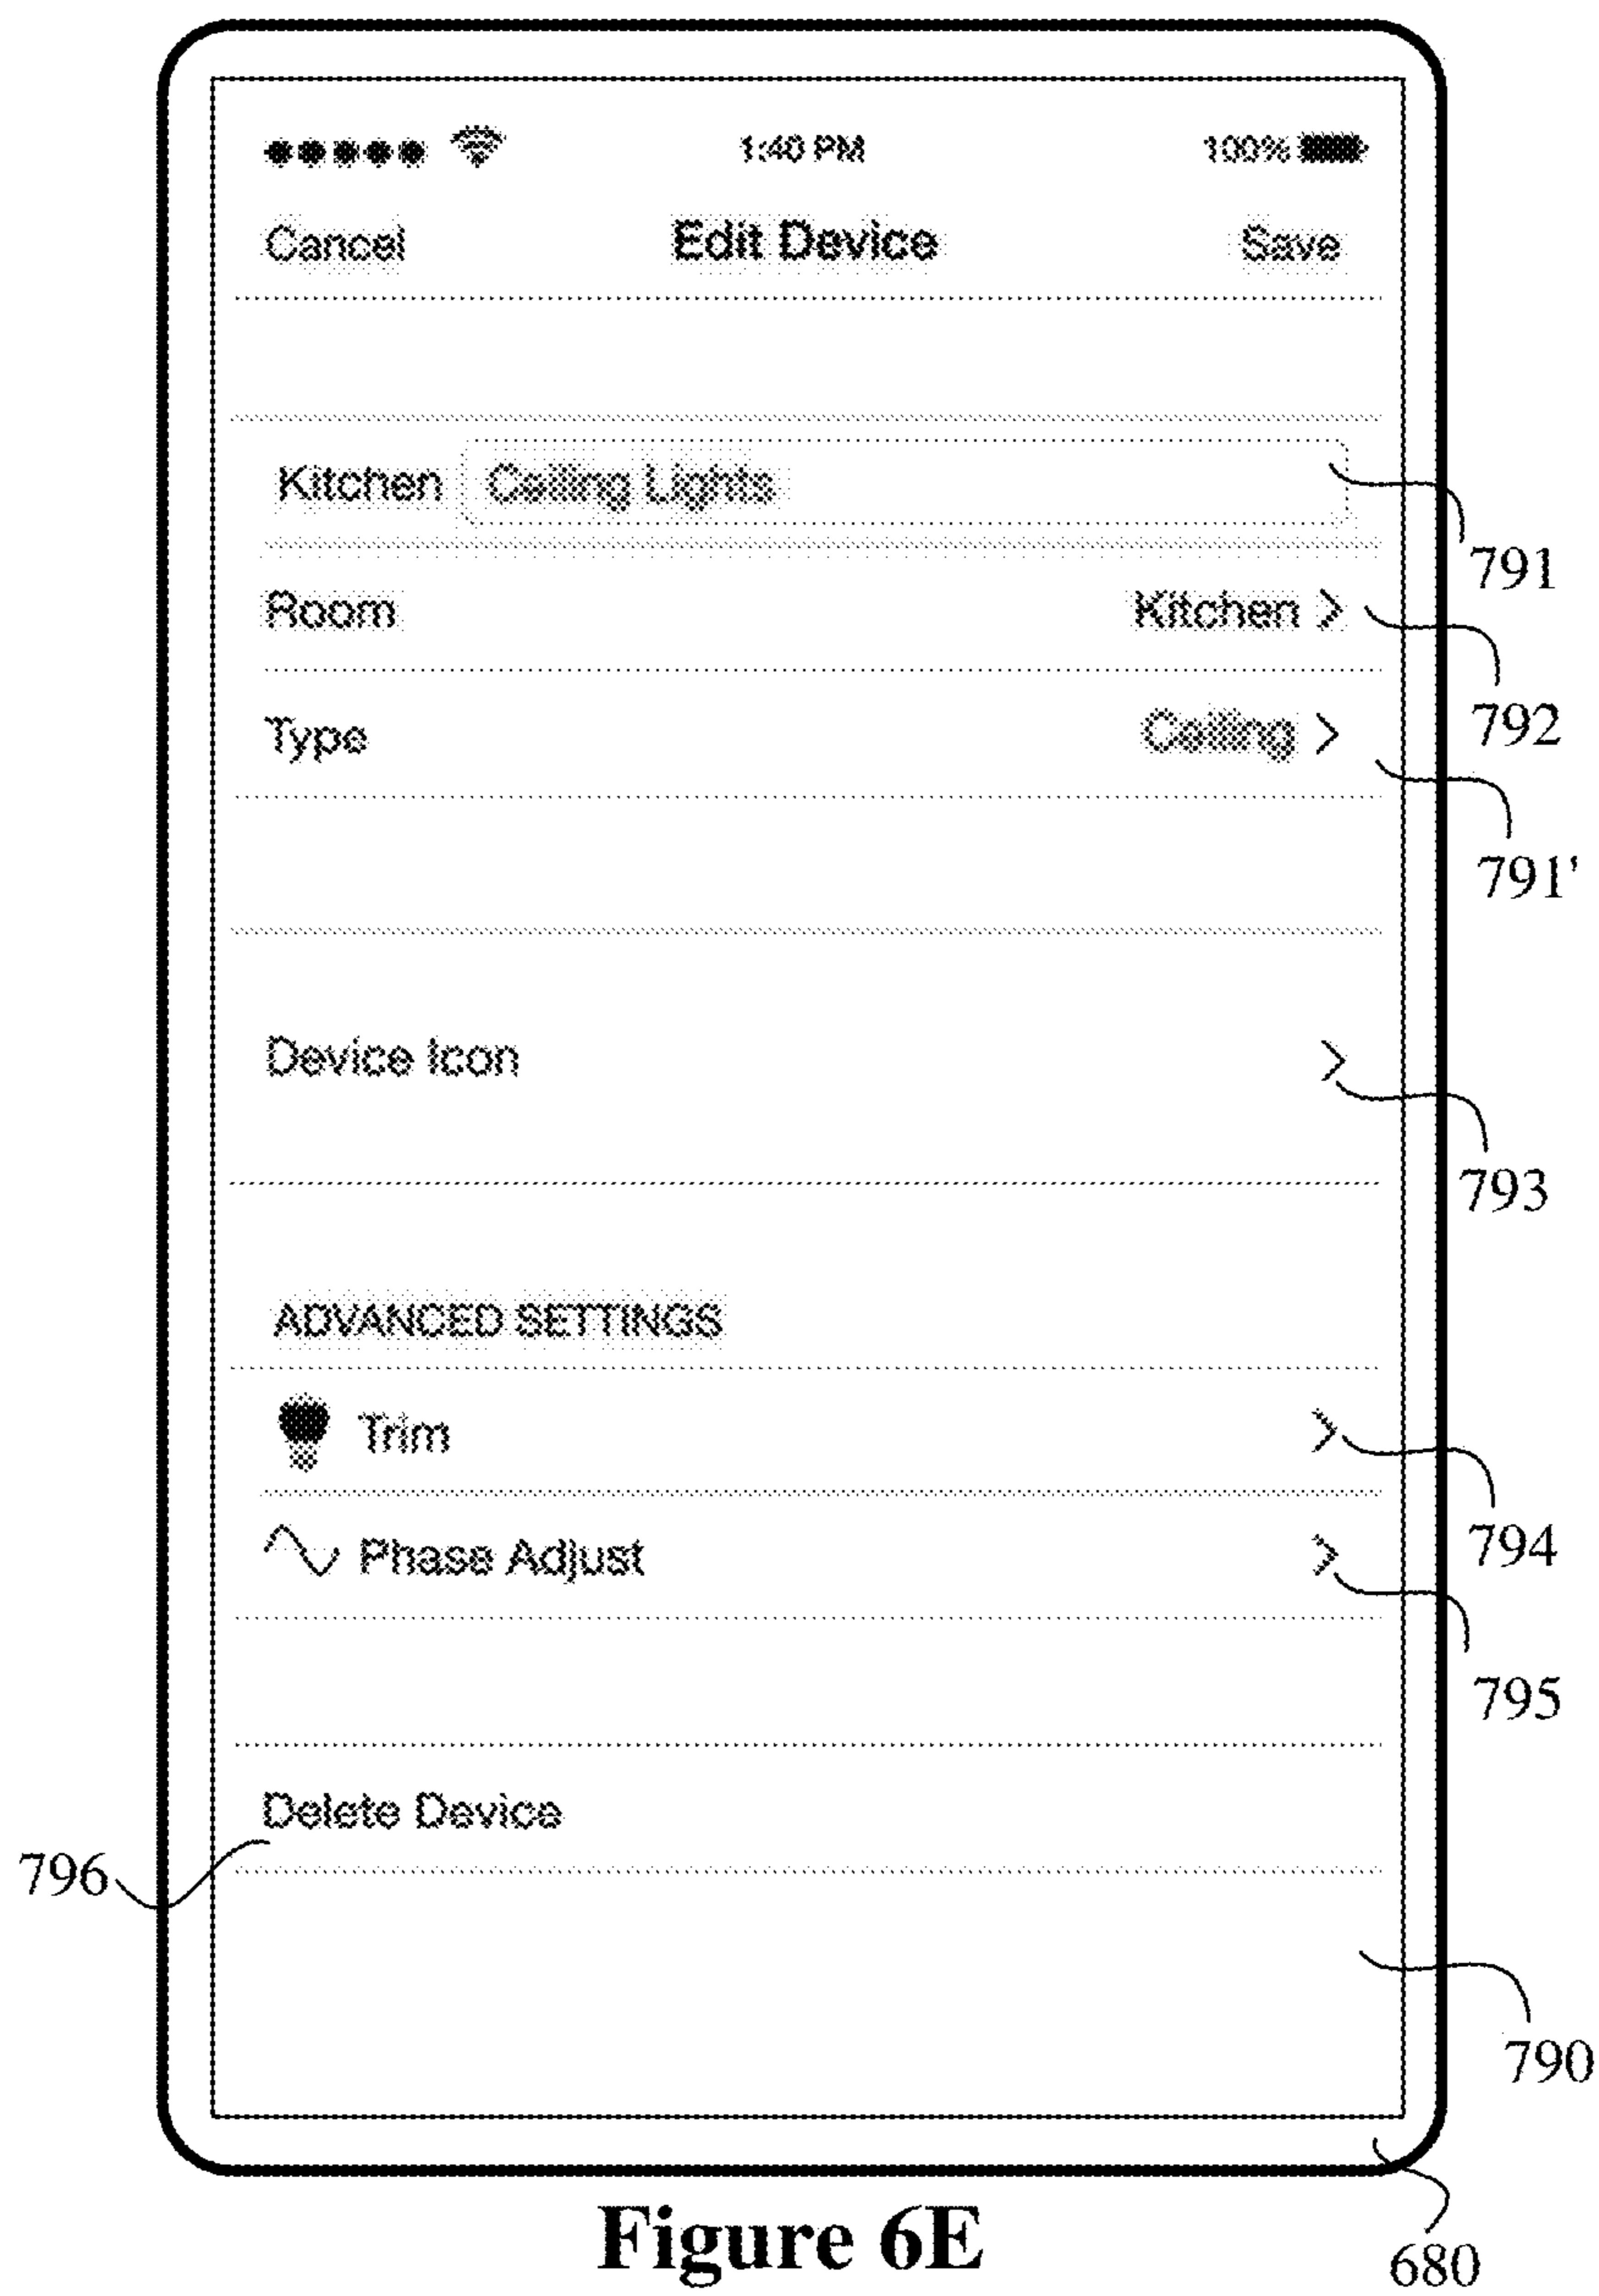 1:40 PM 100%
Cancel Edit Device Save
Kitchen Ceiling Lights
791
Room Kitchen >
792
Type Ceiling >
791'
Device Icon >
793
ADVANCED SETTINGS
Trim >
794
Phase Adjust >
795
Delete Device
796
790
680
Figure 6E